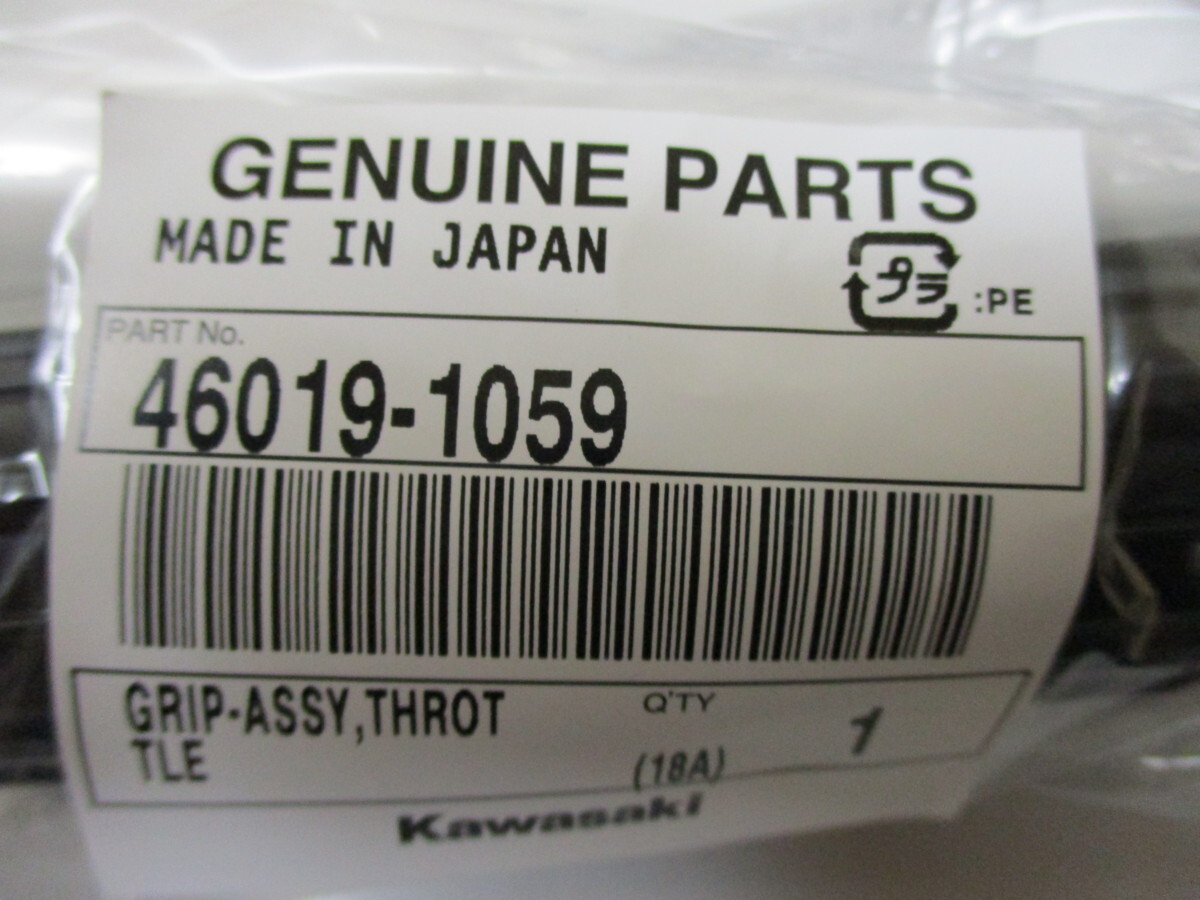 GENUINE PARTS
MADE IN JAPAN
プラ :PE
PART No.
46019-1059
GRIP-ASSY,THROT
TLE
Q'TY
(18A)
1
Kawasaki